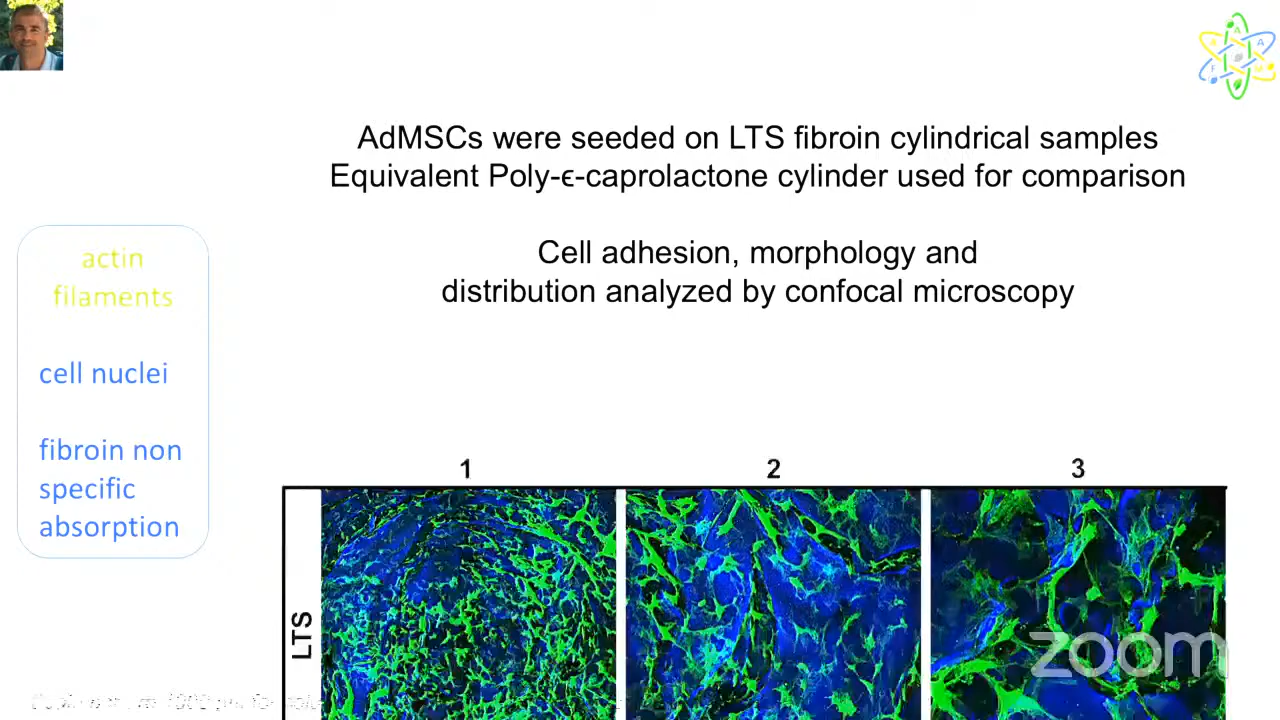 AdMSCs were seeded on LTS fibroin cylindrical samples
Equivalent Poly-ϵ-caprolactone cylinder used for comparison
Cell adhesion, morphology and
distribution analyzed by confocal microscopy
actin
filaments
cell nuclei
fibroin non
specific
absorption
1 2 3
LTS
zoom